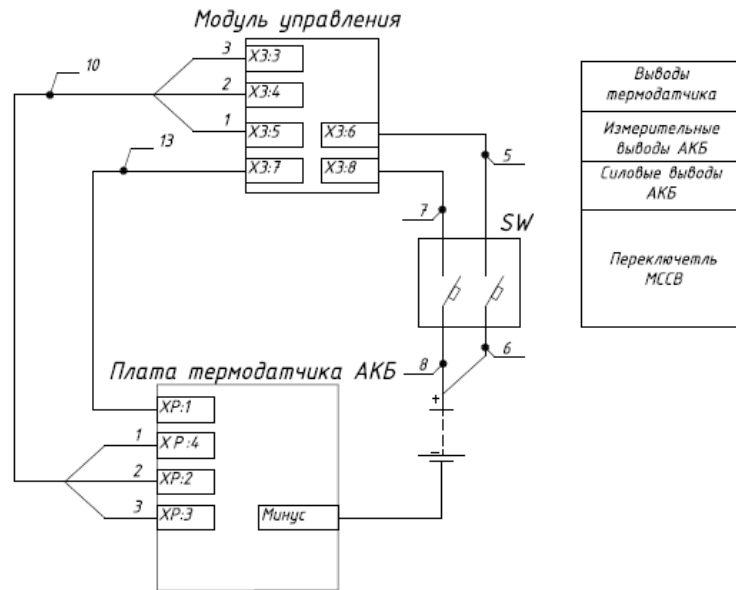 Модуль управления
10
3
X3:3
2
X3:4
1
X3:5
X3:6
13
X3:7
X3:8
5
7
SW
Выводы
термодатчика
Измерительные
выводы АКБ
Силовые выводы
АКБ
Переключетль
МССВ
Плата термодатчика АКБ
8
6
+
-
XP:1
1
XP:4
2
XP:2
3
XP:3
Минус